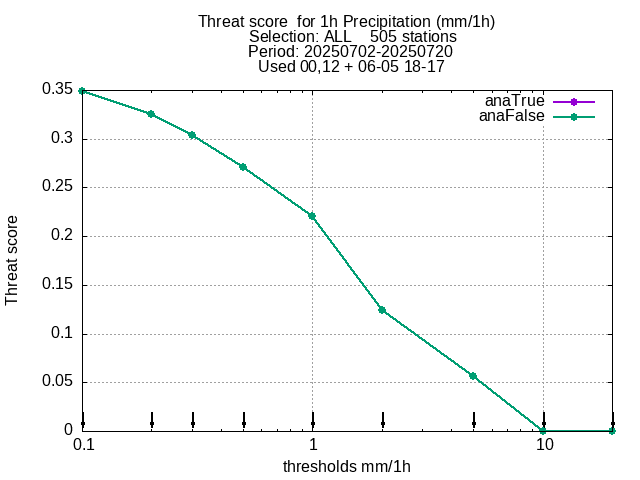 Threat score  for 1h Precipitation (mm/1h)
Selection: ALL    505 stations
Period: 20250702-20250720
Used 00,12 + 06-05 18-17
anaTrue
anaFalse
0.35
0.3
0.25
0.2
0.15
0.1
0.05
0
Threat score
0.1 1 10
thresholds mm/1h